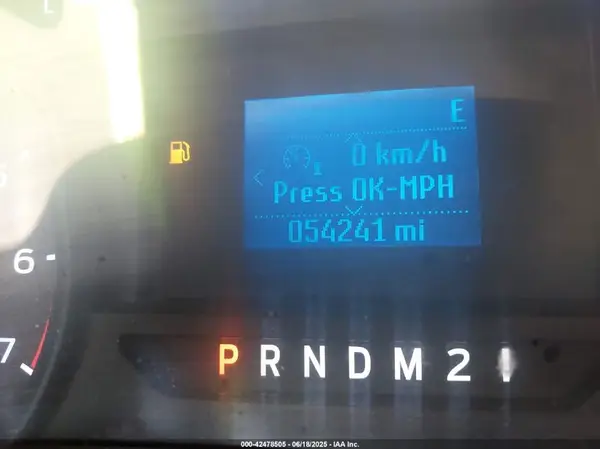 E
0 km/h
Press OK-MPH
054241 mi
6
7
P R N D M 2 1
000-42478505 - 06/18/2025 - IAA Inc.